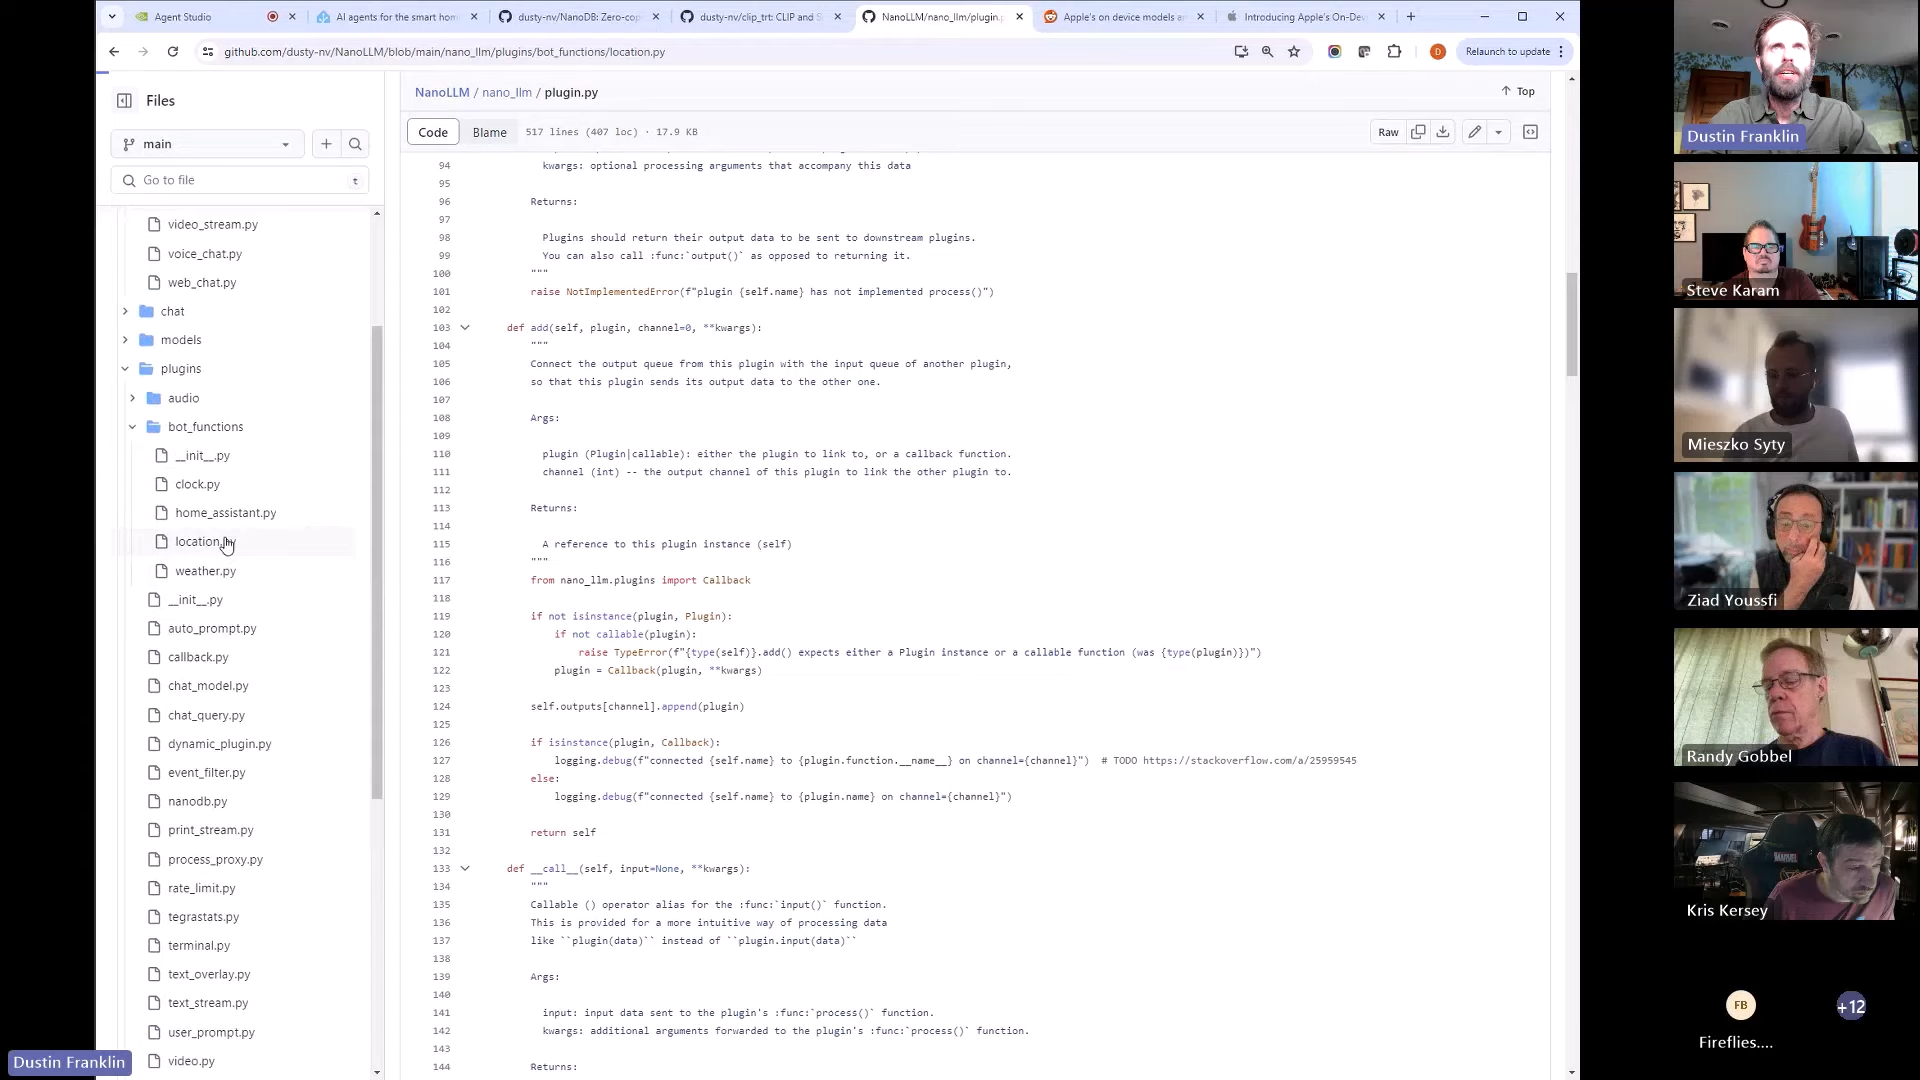 Agent Studio
AI agents for the smart hom
dusty-nv/NanoDB: Zero-cop
dusty-nv/clip_trt: CLIP and S
NanoLLM/nano_llm/plugin.p
Apple's on device models a
Introducing Apple's On-Dev
github.com/dusty-nv/NanoLLM/blob/main/nano_llm/plugins/bot_functions/location.py
D
Relaunch to update
Files
main
Go to file
t
video_stream.py
voice_chat.py
web_chat.py
chat
models
plugins
audio
bot_functions
__init__.py
clock.py
home_assistant.py
location.
weather.py
__init__.py
auto_prompt.py
callback.py
chat_model.py
chat_query.py
dynamic_plugin.py
event_filter.py
nanodb.py
print_stream.py
process_proxy.py
rate_limit.py
tegrastats.py
terminal.py
text_overlay.py
text_stream.py
user_prompt.py
video.py
NanoLLM / nano_llm / plugin.py
Top
Code
Blame
517 lines (407 loc) · 17.9 KB
Raw
94 kwargs: optional processing arguments that accompany this data
95
96 Returns:
97
98 Plugins should return their output data to be sent to downstream plugins.
99 You can also call :func:`output()` as opposed to returning it.
100 """
101 raise NotImplementedError(f"plugin {self.name} has not implemented process()")
102
103 def add(self, plugin, channel=0, **kwargs):
104 """
105 Connect the output queue from this plugin with the input queue of another plugin,
106 so that this plugin sends its output data to the other one.
107
108 Args:
109
110 plugin (Plugin|callable): either the plugin to link to, or a callback function.
111 channel (int) -- the output channel of this plugin to link the other plugin to.
112
113 Returns:
114
115 A reference to this plugin instance (self)
116 """
117 from nano_llm.plugins import Callback
118
119 if not isinstance(plugin, Plugin):
120 if not callable(plugin):
121 raise TypeError(f"{type(self)}.add() expects either a Plugin instance or a callable function (was {type(plugin)})")
122 plugin = Callback(plugin, **kwargs)
123
124 self.outputs[channel].append(plugin)
125
126 if isinstance(plugin, Callback):
127 logging.debug(f"connected {self.name} to {plugin.function.__name__} on channel={channel}") # TODO https://stackoverflow.com/a/25959545
128 else:
129 logging.debug(f"connected {self.name} to {plugin.name} on channel={channel}")
130
131 return self
132
133 def __call__(self, input=None, **kwargs):
134 """
135 Callable () operator alias for the :func:`input()` function.
136 This is provided for a more intuitive way of processing data
137 like ``plugin(data)`` instead of ``plugin.input(data)``
138
139 Args:
140
141 input: input data sent to the plugin's :func:`process()` function.
142 kwargs: additional arguments forwarded to the plugin's :func:`process()` function.
143
144 Returns:
Dustin Franklin
Steve Karam
Mieszko Syty
Ziad Youssfi
Randy Gobbel
MARVEL
Kris Kersey
FB
+12
Fireflies....
Dustin Franklin